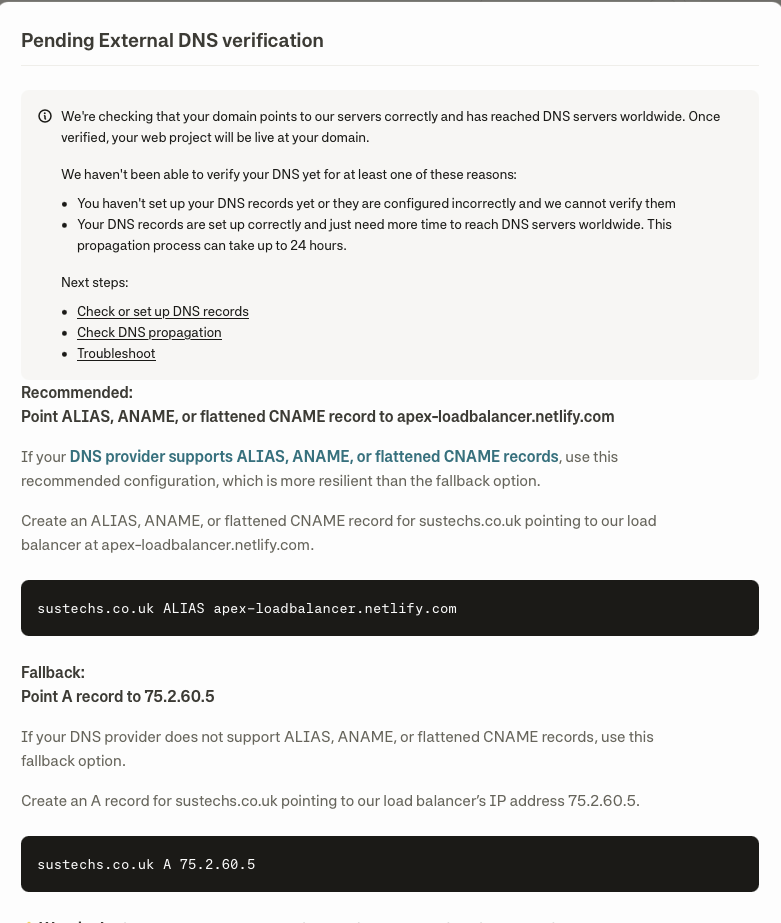 Pending External DNS verification
We're checking that your domain points to our servers correctly and has reached DNS servers worldwide. Once
verified, your web project will be live at your domain.
We haven't been able to verify your DNS yet for at least one of these reasons:
• You haven't set up your DNS records yet or they are configured incorrectly and we cannot verify them
• Your DNS records are set up correctly and just need more time to reach DNS servers worldwide. This
propagation process can take up to 24 hours.
Next steps:
• Check or set up DNS records
• Check DNS propagation
• Troubleshoot
Recommended:
Point ALIAS, ANAME, or flattened CNAME record to apex-loadbalancer.netlify.com
If your DNS provider supports ALIAS, ANAME, or flattened CNAME records, use this
recommended configuration, which is more resilient than the fallback option.
Create an ALIAS, ANAME, or flattened CNAME record for sustechs.co.uk pointing to our load
balancer at apex-loadbalancer.netlify.com.
sustechs.co.uk ALIAS apex-loadbalancer.netlify.com
Fallback:
Point A record to 75.2.60.5
If your DNS provider does not support ALIAS, ANAME, or flattened CNAME records, use this
fallback option.
Create an A record for sustechs.co.uk pointing to our load balancer’s IP address 75.2.60.5.
sustechs.co.uk A 75.2.60.5